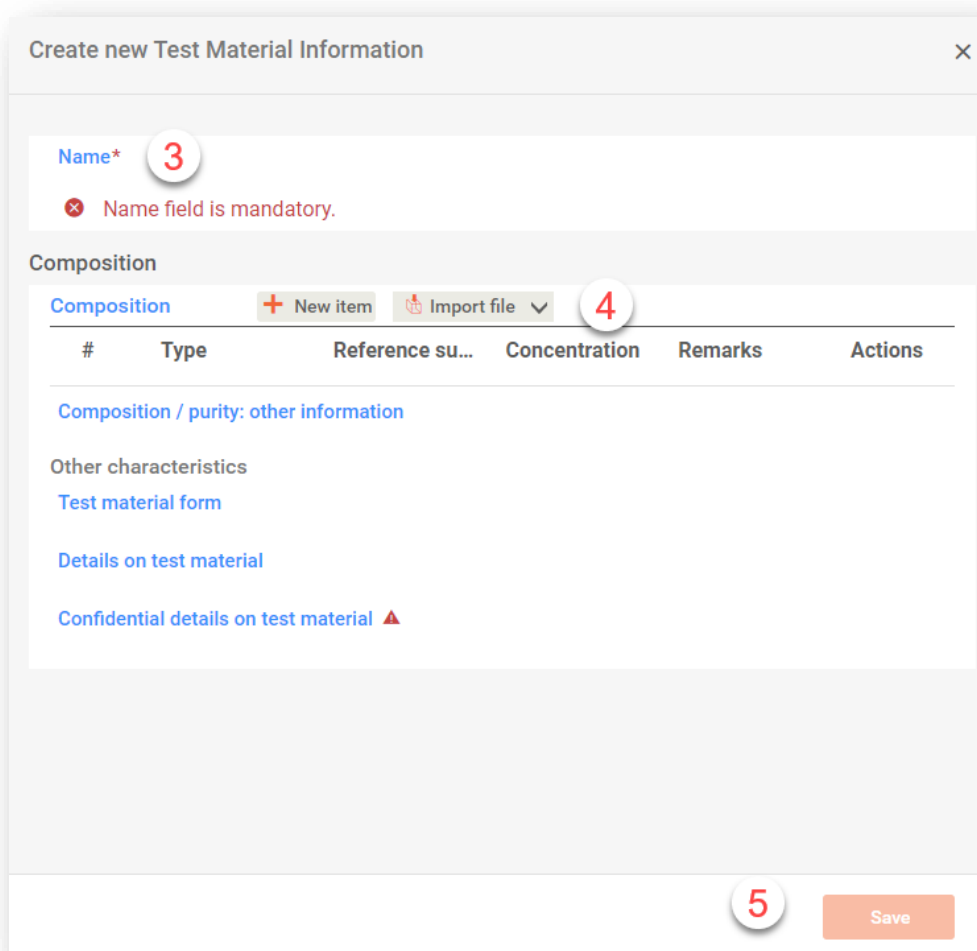 Create new Test Material Information
Name* 3
Name field is mandatory.
Composition
Composition New item Import file 4
# Type Reference su... Concentration Remarks Actions
Composition / purity: other information
Other characteristics
Test material form
Details on test material
Confidential details on test material
5 Save